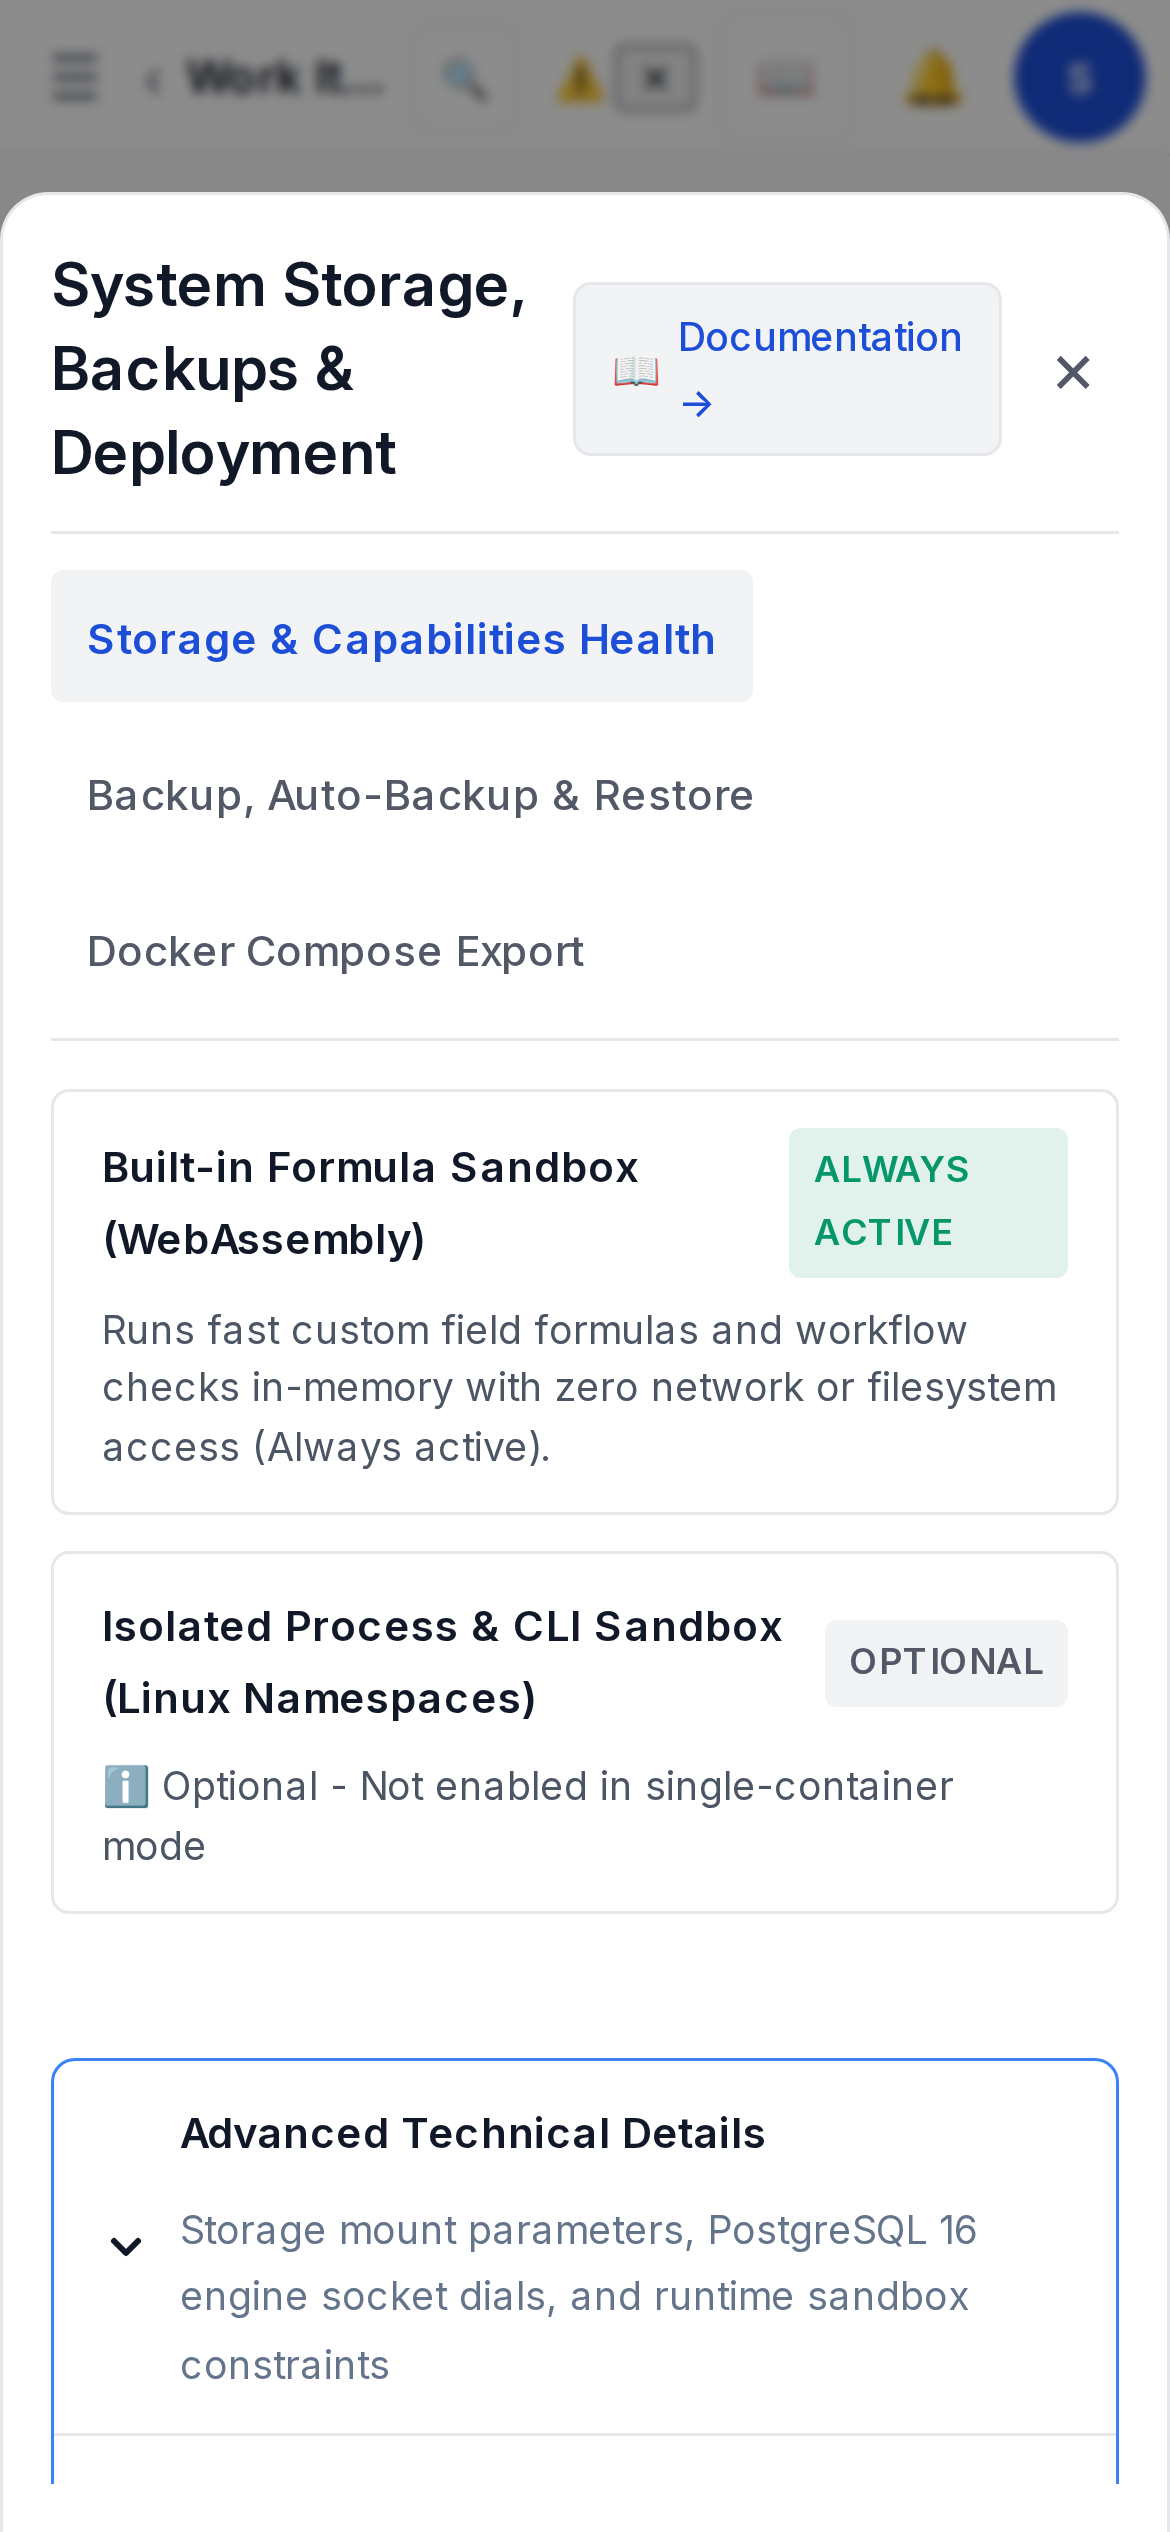 Work It...
S
System Storage,
Backups &
Deployment
Documentation
→
Storage & Capabilities Health
Backup, Auto-Backup & Restore
Docker Compose Export
Built-in Formula Sandbox
(WebAssembly)
ALWAYS
ACTIVE
Runs fast custom field formulas and workflow
checks in-memory with zero network or filesystem
access (Always active).
Isolated Process & CLI Sandbox
(Linux Namespaces)
OPTIONAL
ℹ️ Optional - Not enabled in single-container
mode
Advanced Technical Details
Storage mount parameters, PostgreSQL 16
engine socket dials, and runtime sandbox
constraints